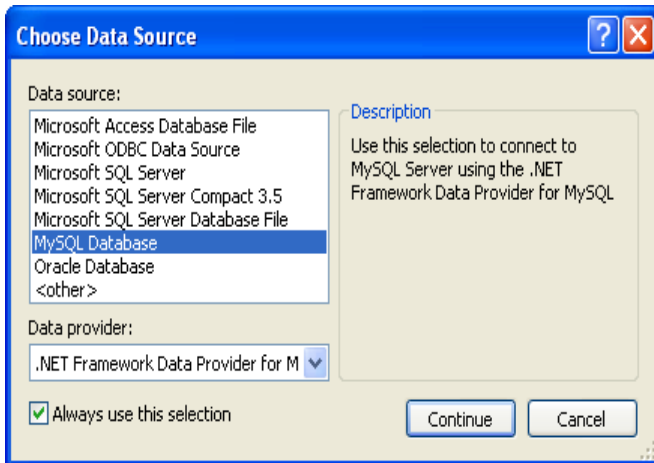 Choose Data Source
Data source:
Microsoft Access Database File
Microsoft ODBC Data Source
Microsoft SQL Server
Microsoft SQL Server Compact 3.5
Microsoft SQL Server Database File
MySQL Database
Oracle Database
<other>
Description
Use this selection to connect to
MySQL Server using the .NET
Framework Data Provider for MySQL
Data provider:
.NET Framework Data Provider for M
Always use this selection
Continue
Cancel